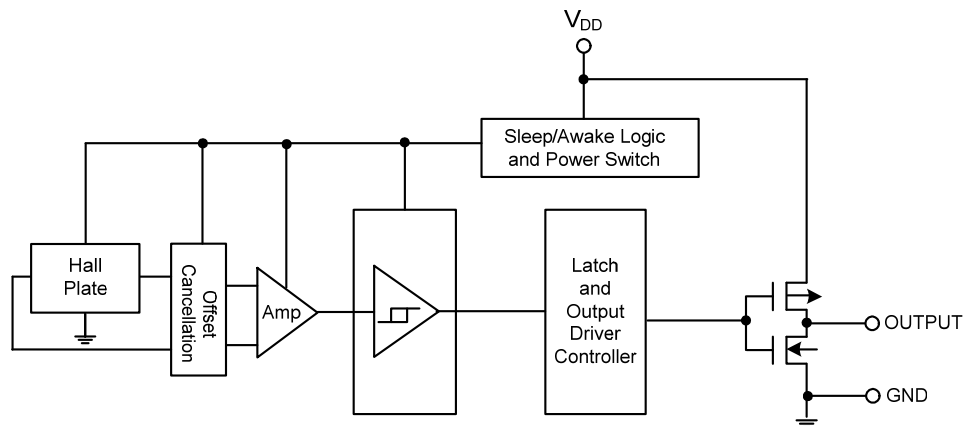 VDD
Sleep/Awake Logic
and Power Switch
Hall
Plate
Offset
Cancellation
Amp
Latch
and
Output
Driver
Controller
OUTPUT
GND